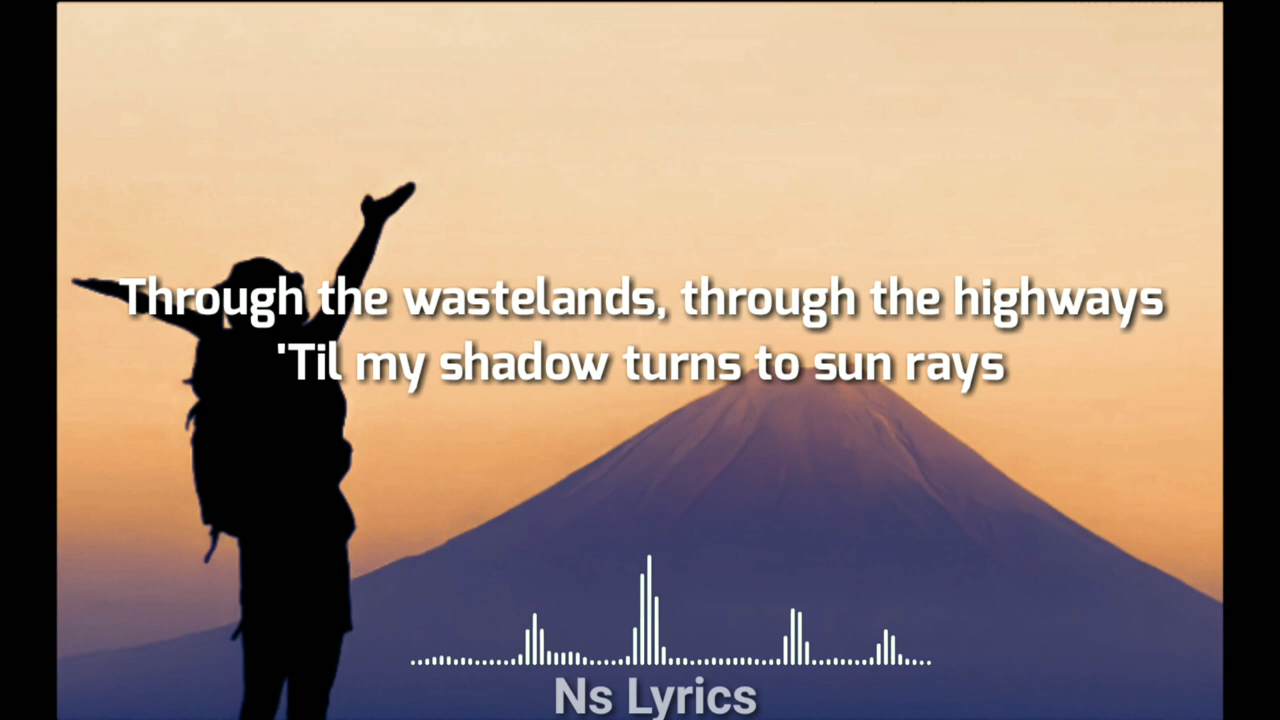 Through the wastelands, through the highways
'Til my shadow turns to sun rays
Ns Lyrics